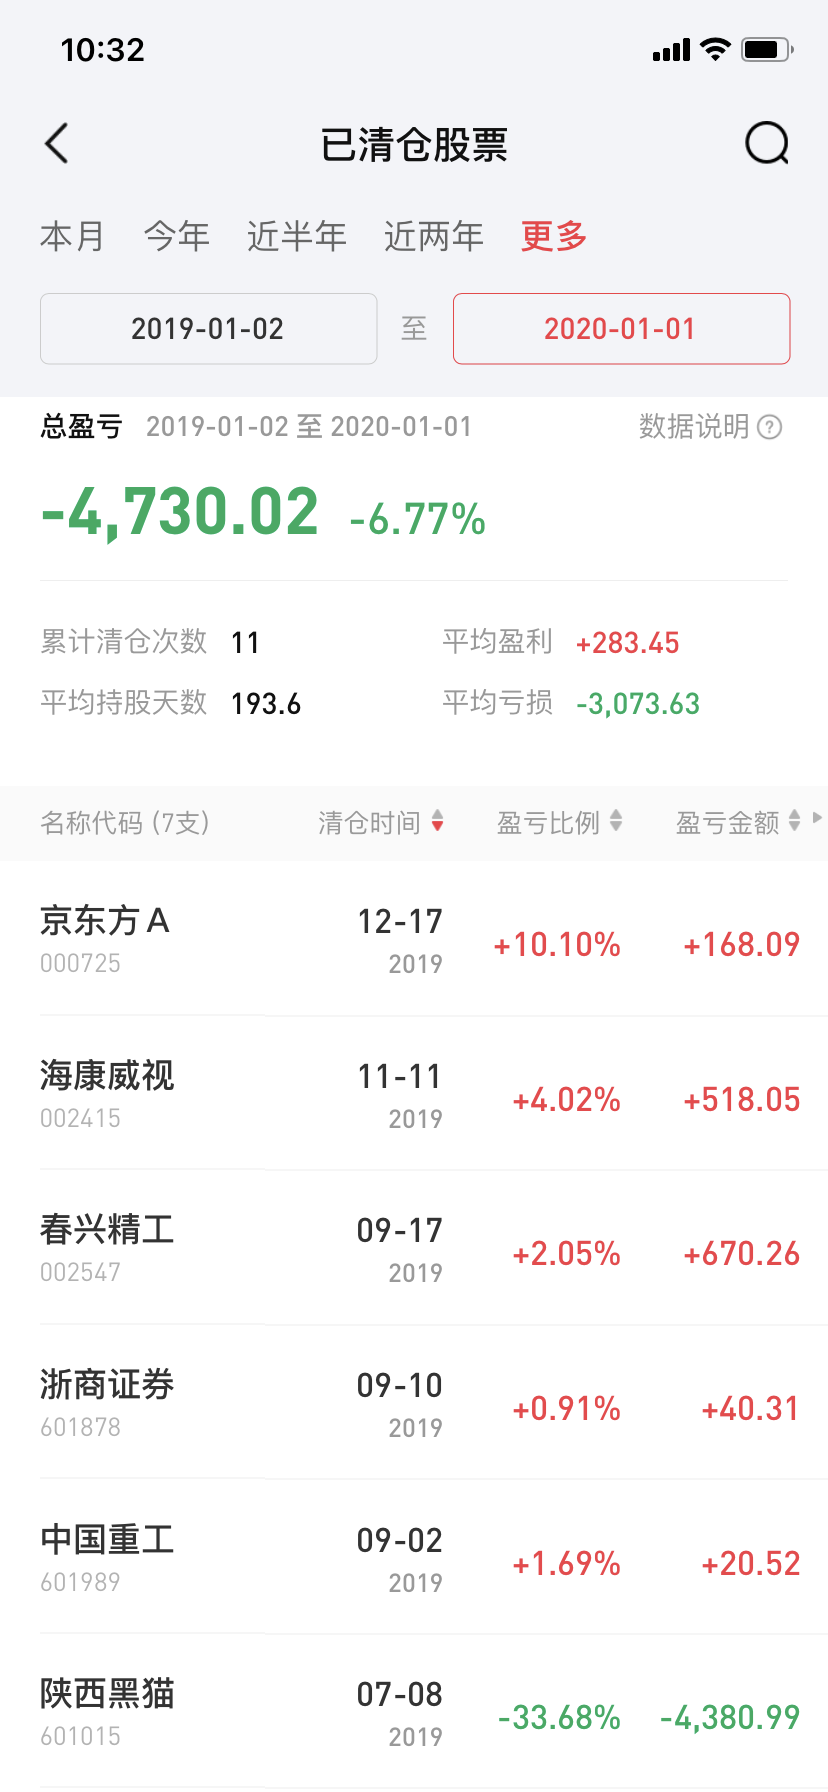 10:32
已清仓股票
本月 今年 近半年 近两年 更多
2019-01-02 至 2020-01-01
总盈亏 2019-01-02 至 2020-01-01 数据说明 ?
-4,730.02 -6.77%
累计清仓次数 11 平均盈利 +283.45
平均持股天数 193.6 平均亏损 -3,073.63
名称代码 (7支) 清仓时间 盈亏比例 盈亏金额
京东方A 12-17 +10.10% +168.09
000725 2019
海康威视 11-11 +4.02% +518.05
002415 2019
春兴精工 09-17 +2.05% +670.26
002547 2019
浙商证券 09-10 +0.91% +40.31
601878 2019
中国重工 09-02 +1.69% +20.52
601989 2019
陕西黑猫 07-08 -33.68% -4,380.99
601015 2019